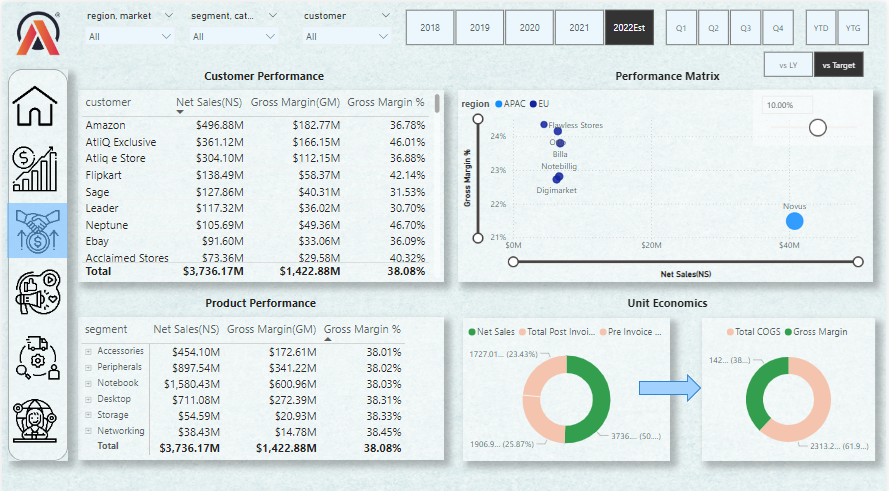 region, market
segment, cat...
customer
All
All
All
2018
2019
2020
2021
2022Est
Q1
Q2
Q3
Q4
YTD
YTG
vs LY
vs Target
Customer Performance
customer Net Sales(NS) Gross Margin(GM) Gross Margin %
Amazon $496.88M $182.77M 36.78%
AtliQ Exclusive $361.12M $166.15M 46.01%
Atliq e Store $304.10M $112.15M 36.88%
Flipkart $138.49M $58.37M 42.14%
Sage $127.86M $40.31M 31.53%
Leader $117.32M $36.02M 30.70%
Neptune $105.69M $49.36M 46.70%
Ebay $91.60M $33.06M 36.09%
Acclaimed Stores $73.36M $29.58M 40.32%
Total $3,736.17M $1,422.88M 38.08%
Performance Matrix
region APAC EU
10.00%
Gross Margin %
24%
23%
22%
21%
Flawless Stores
Billa
Notebillig
Digimarket
Novus
$0M
$20M
$40M
Net Sales(NS)
Product Performance
segment Net Sales(NS) Gross Margin(GM) Gross Margin %
Accessories $454.10M $172.61M 38.01%
Peripherals $897.54M $341.22M 38.02%
Notebook $1,580.43M $600.96M 38.03%
Desktop $711.08M $272.39M 38.31%
Storage $54.59M $20.93M 38.33%
Networking $38.43M $14.78M 38.45%
Total $3,736.17M $1,422.88M 38.08%
Unit Economics
Net Sales Total Post Invoi... Pre Invoice ...
1727.01... (23.43%)
1906.9... (25.87%)
3736.... (50....)
Total COGS Gross Margin
142... (38...)
2313.2... (61.9...)